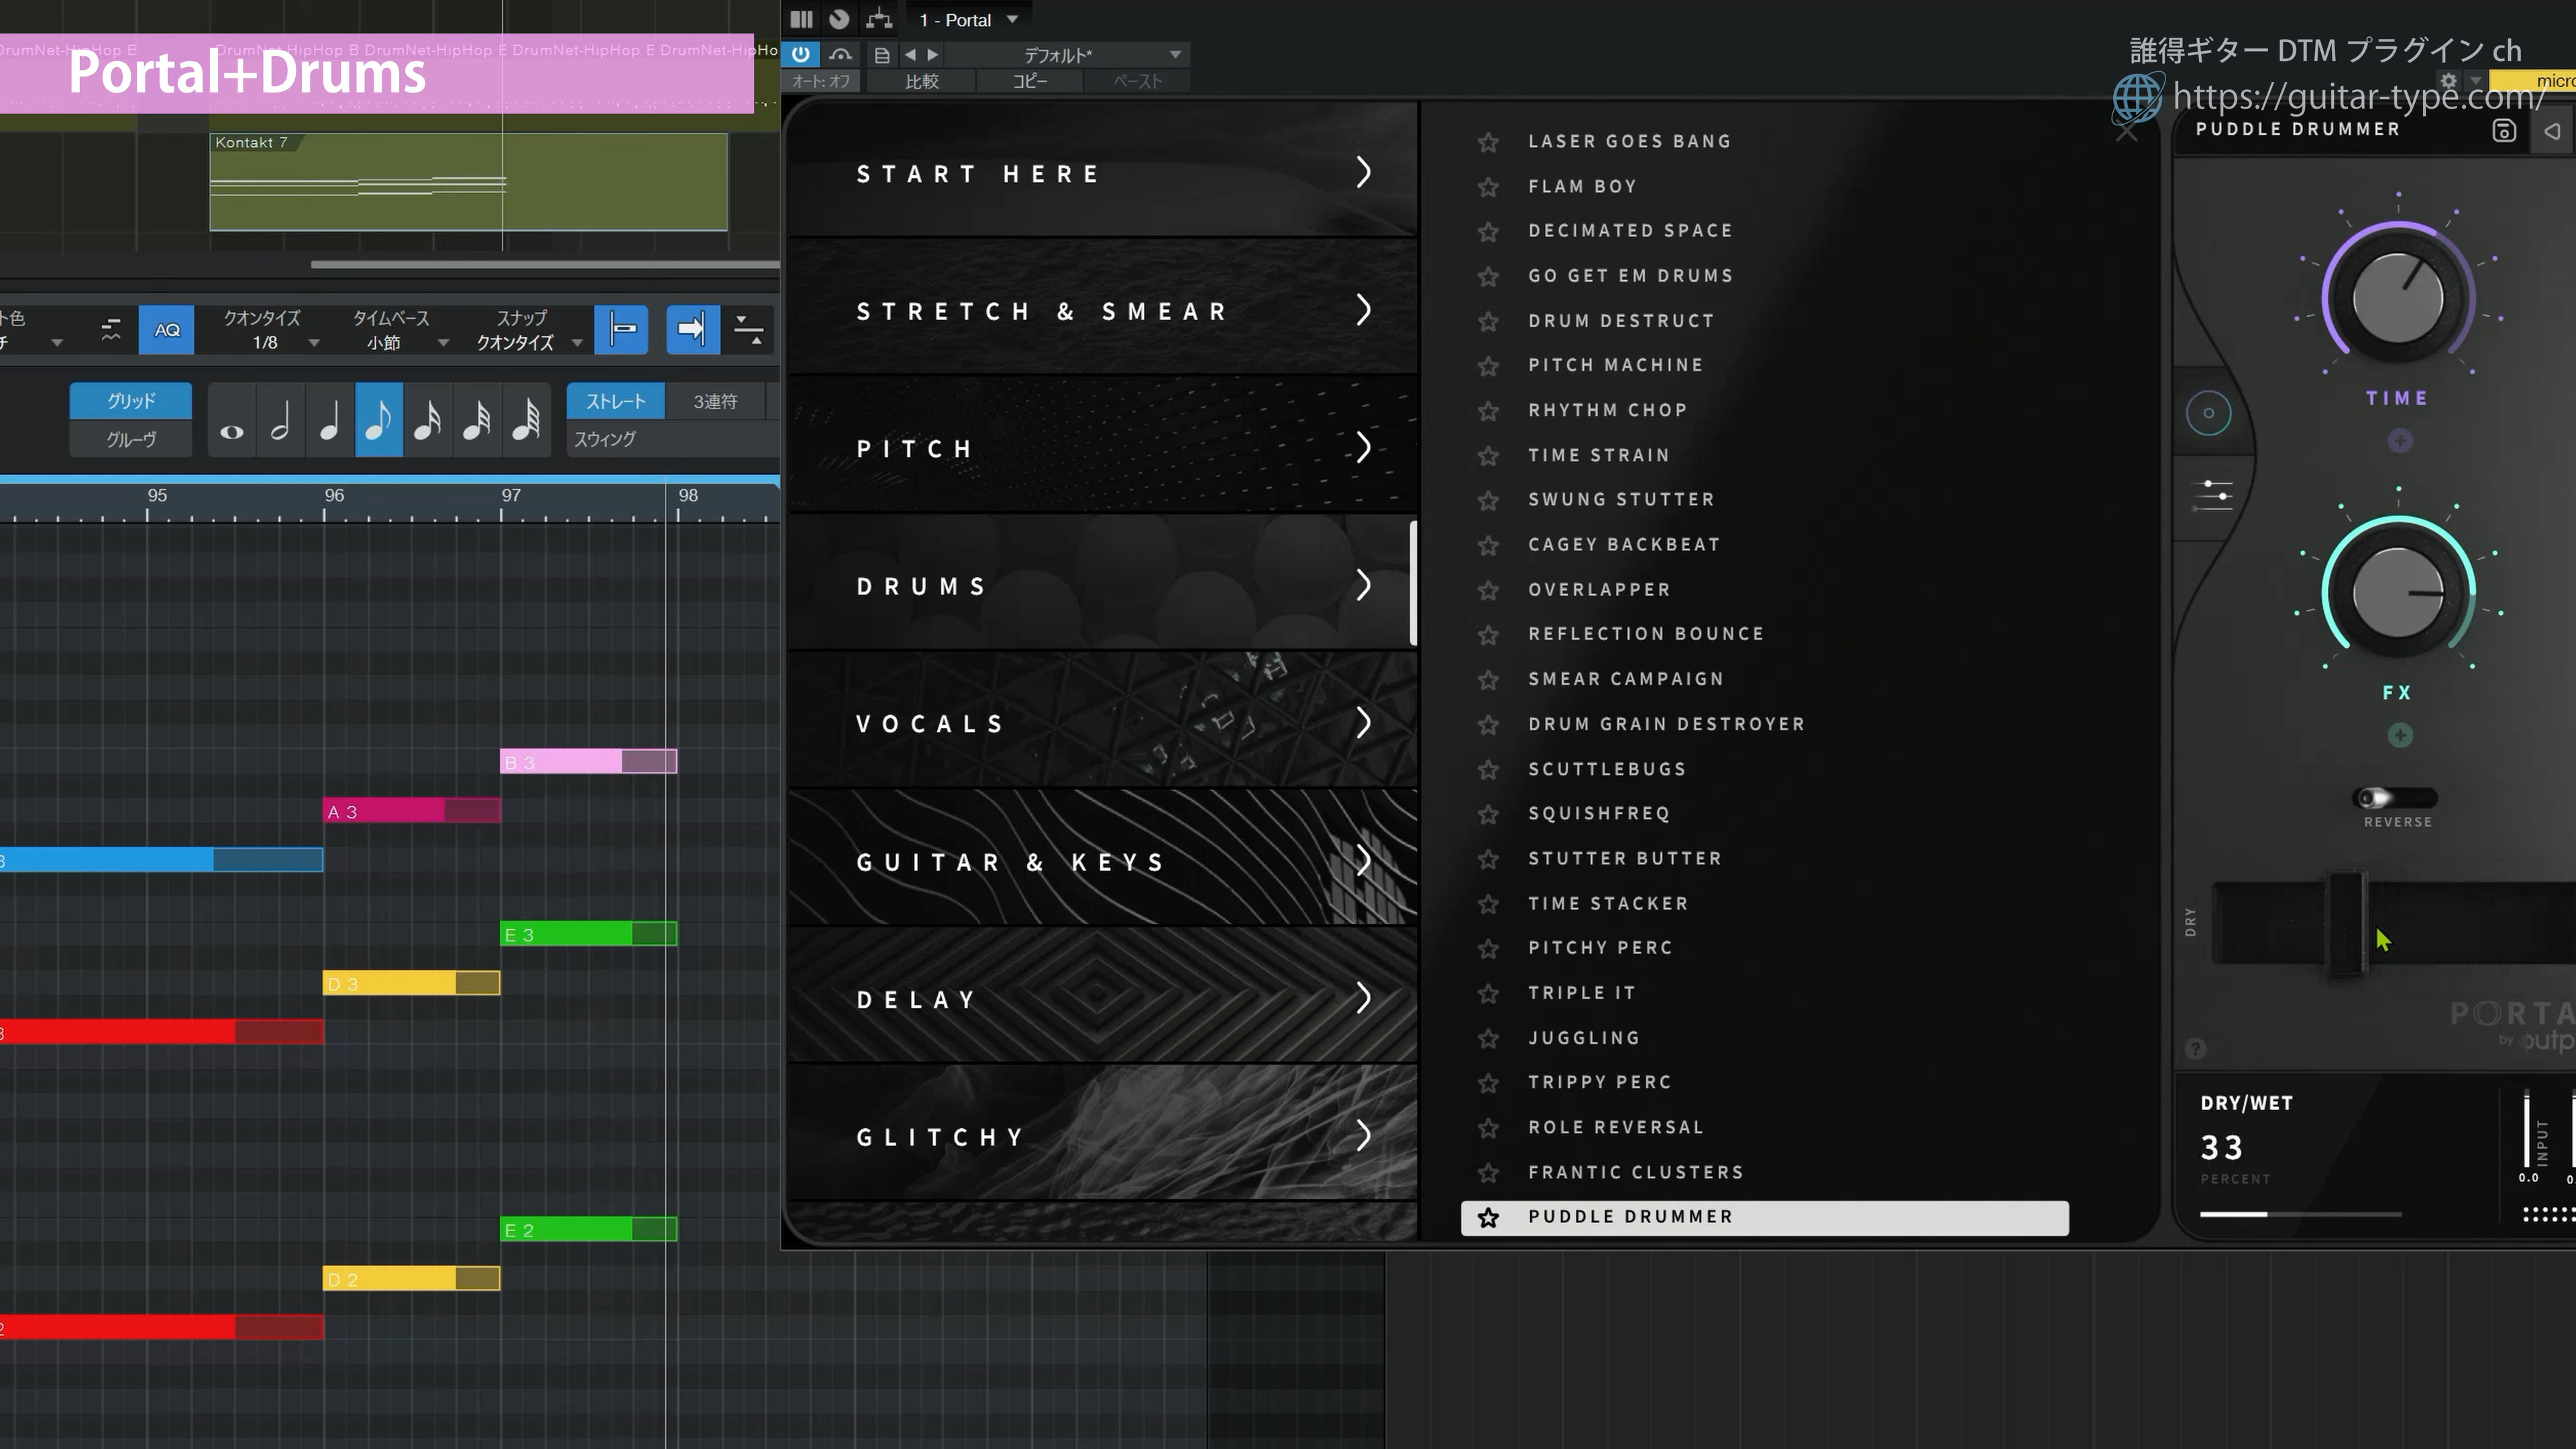 1 - Portal
デフォルト*
オート: オフ
比較
コピー
ペースト
誰得ギター DTM プラグイン ch
https://guitar-type.com/
Portal+Drums
Kontakt 7
AQ
クオンタイズ
1/8
タイムベース
小節
スナップ
クオンタイズ
グリッド
グルーヴ
ストレート
3連符
スウィング
95
96
97
98
B 3
A 3
E 3
D 3
E 2
D 2
START HERE
STRETCH & SMEAR
PITCH
DRUMS
VOCALS
GUITAR & KEYS
DELAY
GLITCHY
LASER GOES BANG
FLAM BOY
DECIMATED SPACE
GO GET EM DRUMS
DRUM DESTRUCT
PITCH MACHINE
RHYTHM CHOP
TIME STRAIN
SWUNG STUTTER
CAGEY BACKBEAT
OVERLAPPER
REFLECTION BOUNCE
SMEAR CAMPAIGN
DRUM GRAIN DESTROYER
SCUTTLEBUGS
SQUISHFREQ
STUTTER BUTTER
TIME STACKER
PITCHY PERC
TRIPLE IT
JUGGLING
TRIPPY PERC
ROLE REVERSAL
FRANTIC CLUSTERS
PUDDLE DRUMMER
PUDDLE DRUMMER
TIME
FX
REVERSE
DRY
?
DRY/WET
33
PERCENT
INPUT
0.0